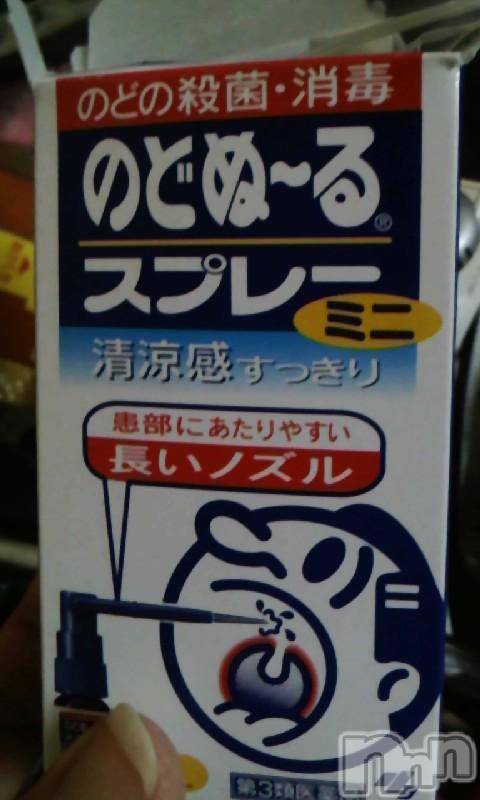 のどの殺菌・消毒
のどぬ～る®
スプレー
ミニ
清涼感すっきり
患部にあたりやすい
長いノズル
第3類医薬